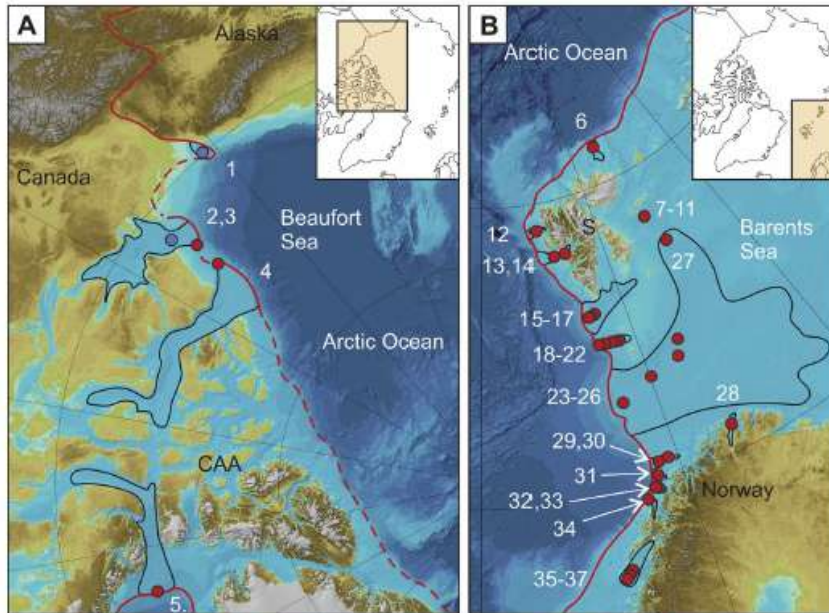 A
Alaska
Canada
1
2,3
Beaufort
Sea
4
Arctic Ocean
CAA
5.
B
Arctic Ocean
6
7-11
12
S
Barents
Sea
13,14
27
15-17
18-22
23-26
28
29,30
31
Norway
32,33
34
35-37